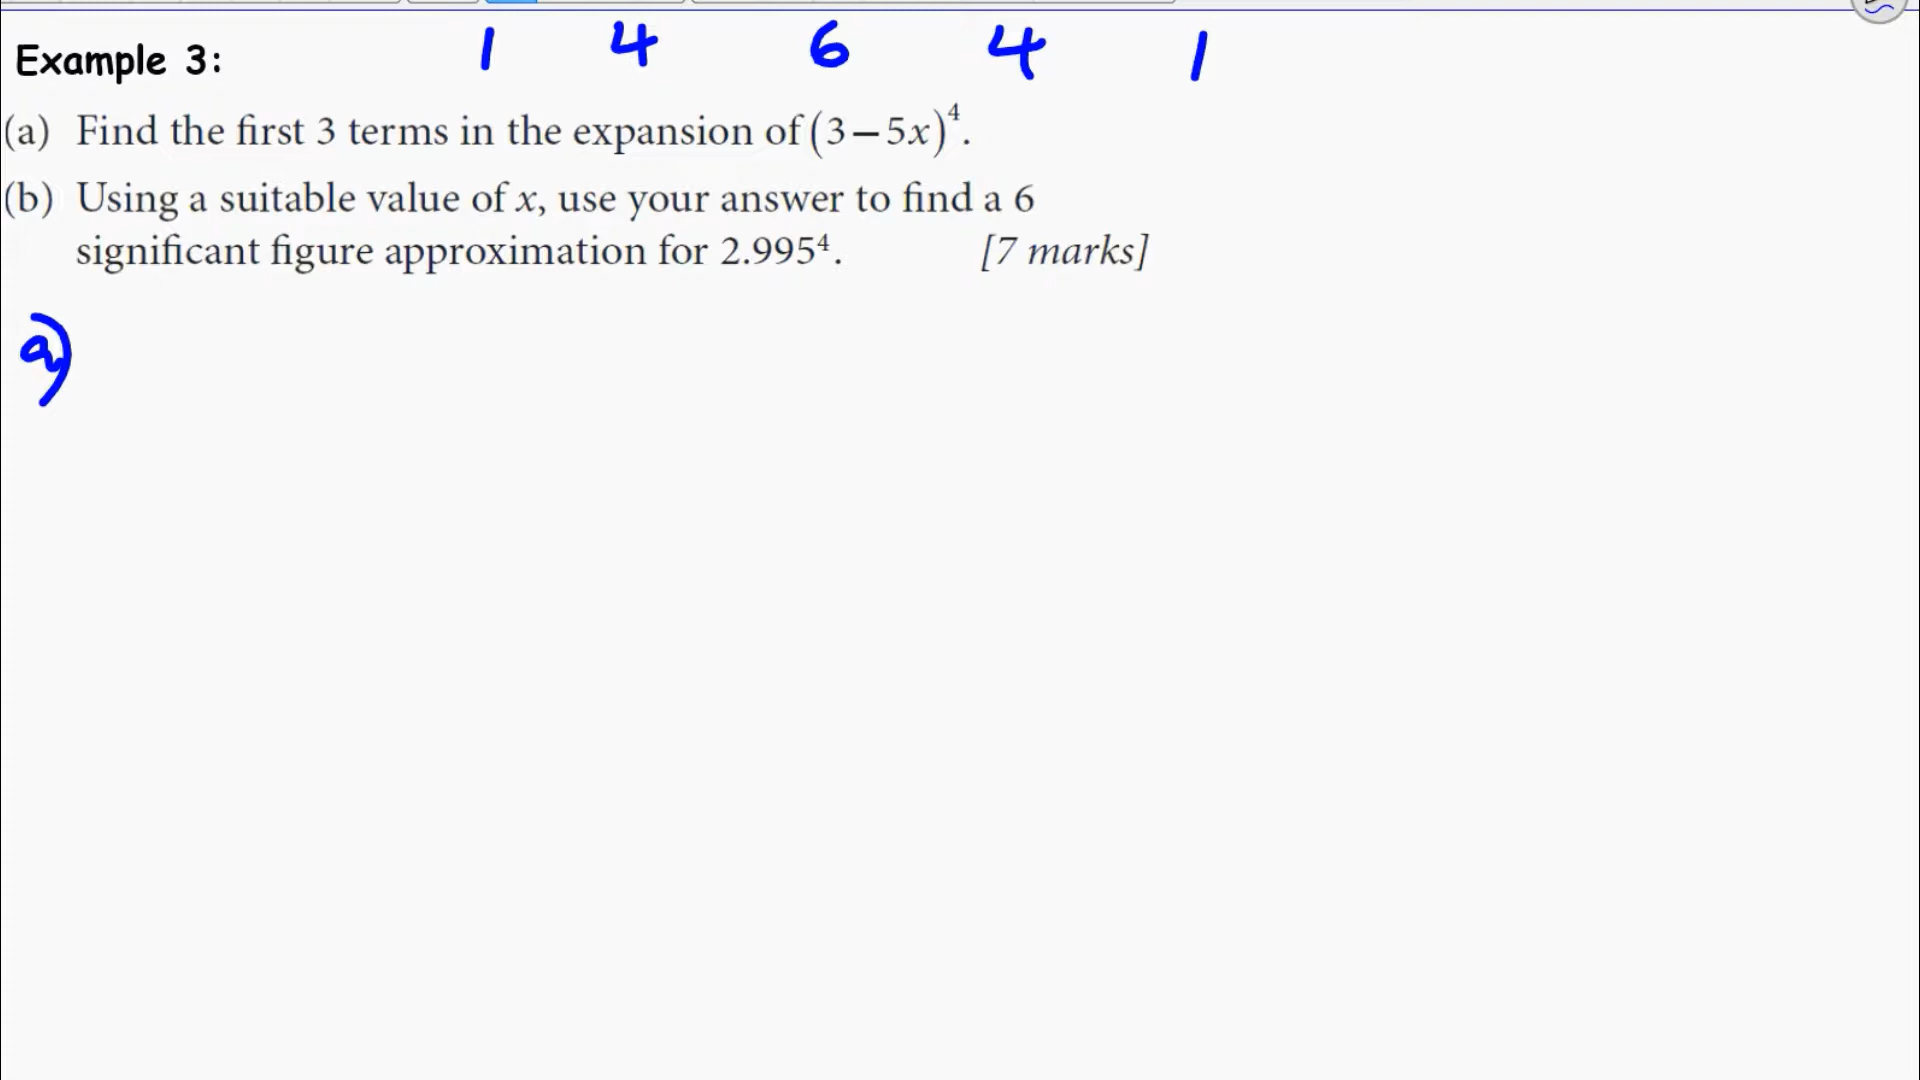 1 4 6 4 1
Example 3:
(a) Find the first 3 terms in the expansion of (3−5x)⁴.
(b) Using a suitable value of x, use your answer to find a 6
significant figure approximation for 2.995⁴. [7 marks]
a)